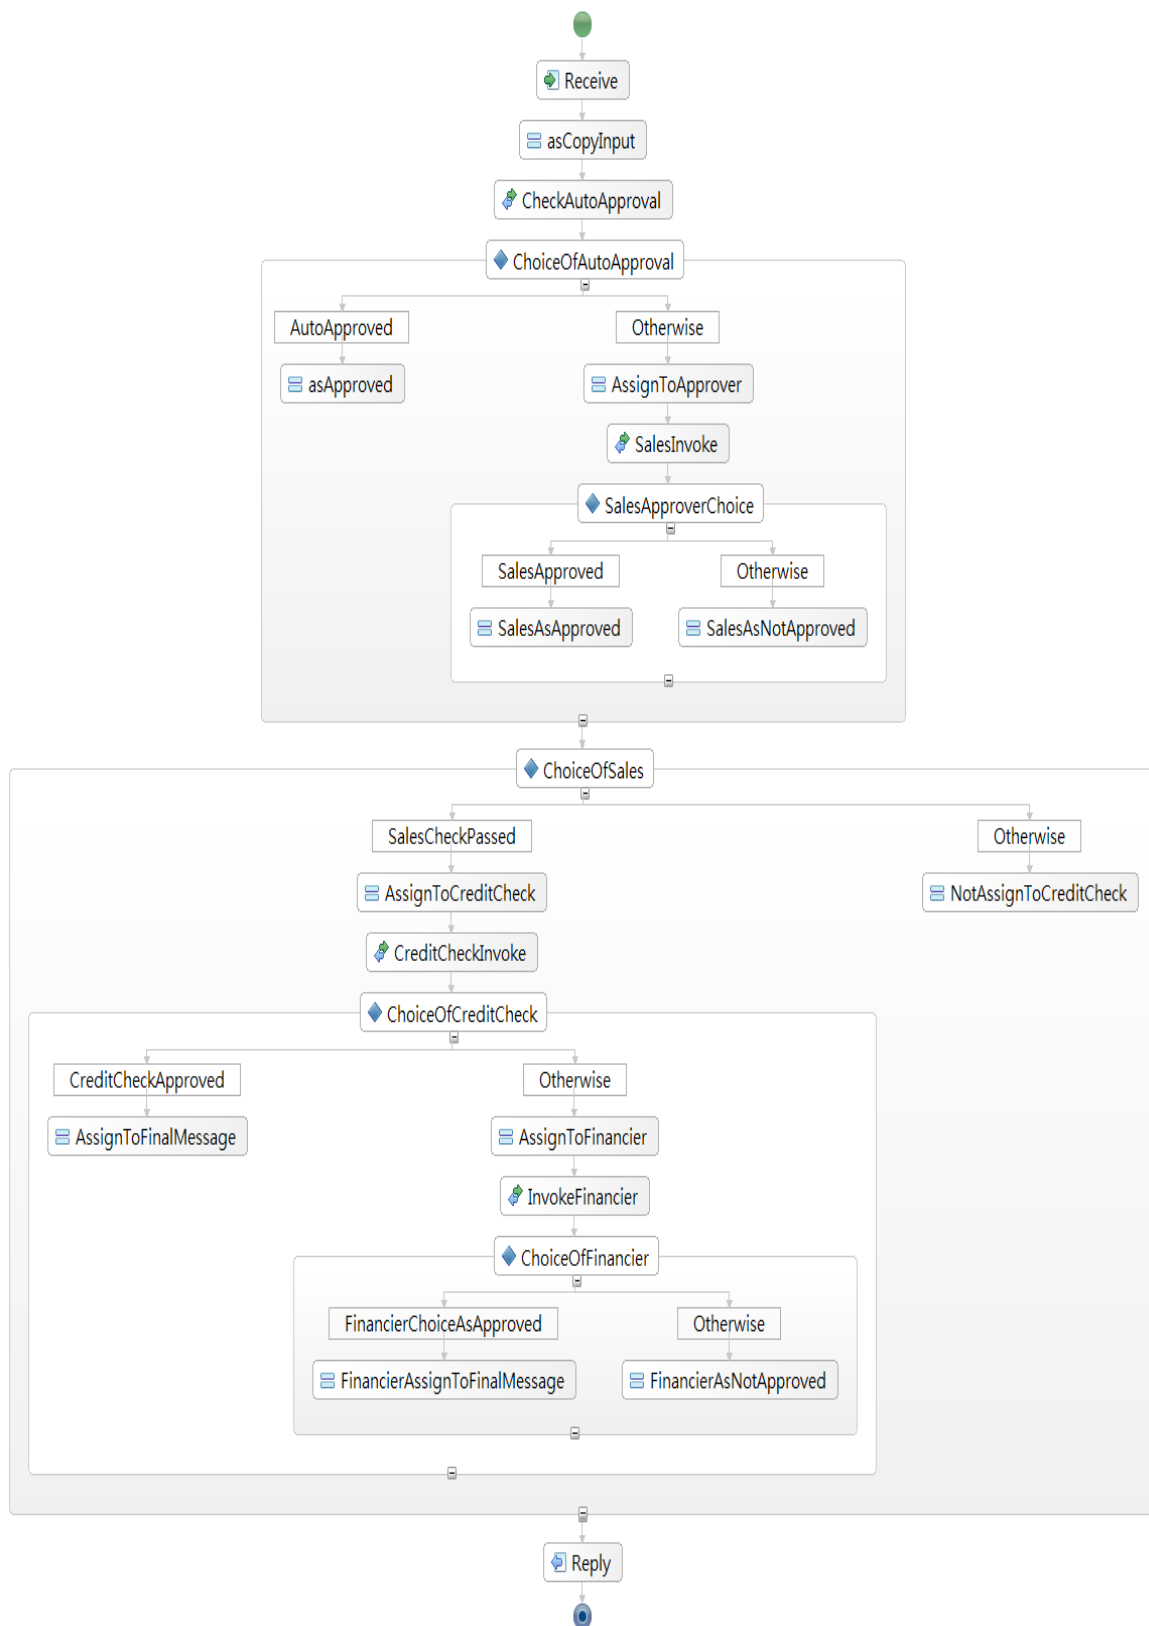 Receive
asCopyInput
CheckAutoApproval
ChoiceOfAutoApproval
AutoApproved
Otherwise
asApproved
AssignToApprover
SalesInvoke
SalesApproverChoice
SalesApproved
Otherwise
SalesAsApproved
SalesAsNotApproved
ChoiceOfSales
SalesCheckPassed
Otherwise
AssignToCreditCheck
NotAssignToCreditCheck
CreditCheckInvoke
ChoiceOfCreditCheck
CreditCheckApproved
Otherwise
AssignToFinalMessage
AssignToFinancier
InvokeFinancier
ChoiceOfFinancier
FinancierChoiceAsApproved
Otherwise
FinancierAssignToFinalMessage
FinancierAsNotApproved
Reply